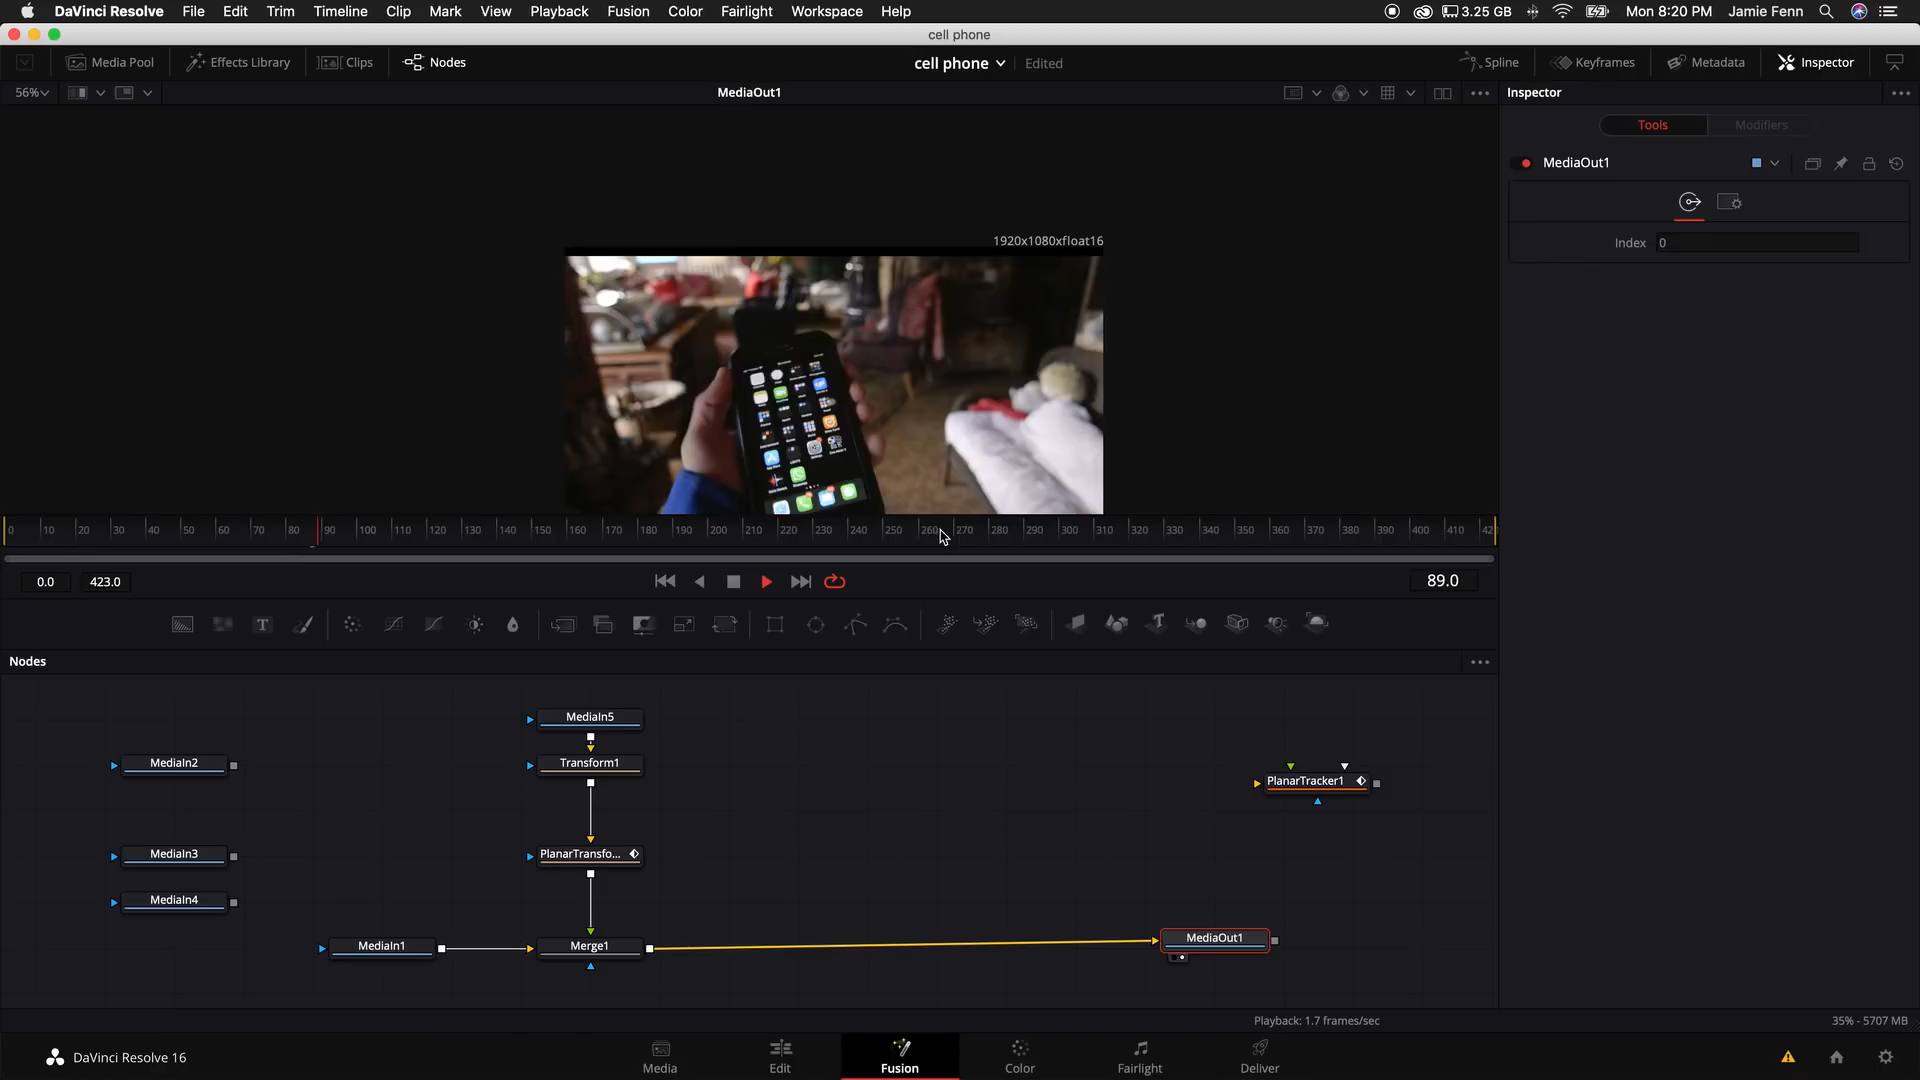 DaVinci Resolve File Edit Trim Timeline Clip Mark View Playback Fusion Color Fairlight Workspace Help 3.25 GB Mon 8:20 PM Jamie Fenn
cell phone
Media Pool Effects Library Clips Nodes cell phone Edited Spline Keyframes Metadata Inspector
56% MediaOut1 Inspector
Tools Modifiers
MediaOut1
Index 0
1920x1080xfloat16
0 10 20 30 40 50 60 70 80 90 100 110 120 130 140 150 160 170 180 190 200 210 220 230 240 250 260 270 280 290 300 310 320 330 340 350 360 370 380 390 400 410 42
0.0 423.0 89.0
T
Nodes
MediaIn5
MediaIn2 Transform1
PlanarTracker1
MediaIn3 PlanarTransfo...
MediaIn4
MediaIn1 Merge1 MediaOut1
Playback: 1.7 frames/sec 35% - 5707 MB
DaVinci Resolve 16 Media Edit Fusion Color Fairlight Deliver